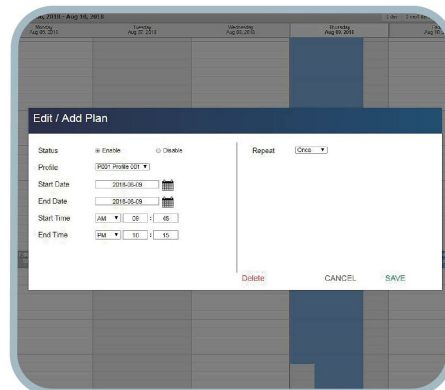 2018 - Aug 10, 2018
Monday
Tuesday
Aug 07, 2018
Wednesday
Aug 08, 2018
Thursday
Aug 09, 2018
Edit / Add Plan
Status Enable Disable
Repeat Once
Profile P001 Profile 001
Start Date 2018-08-09
End Date 2018-08-09
Start Time AM 09 : 45
End Time PM 10 : 15
Delete CANCEL SAVE